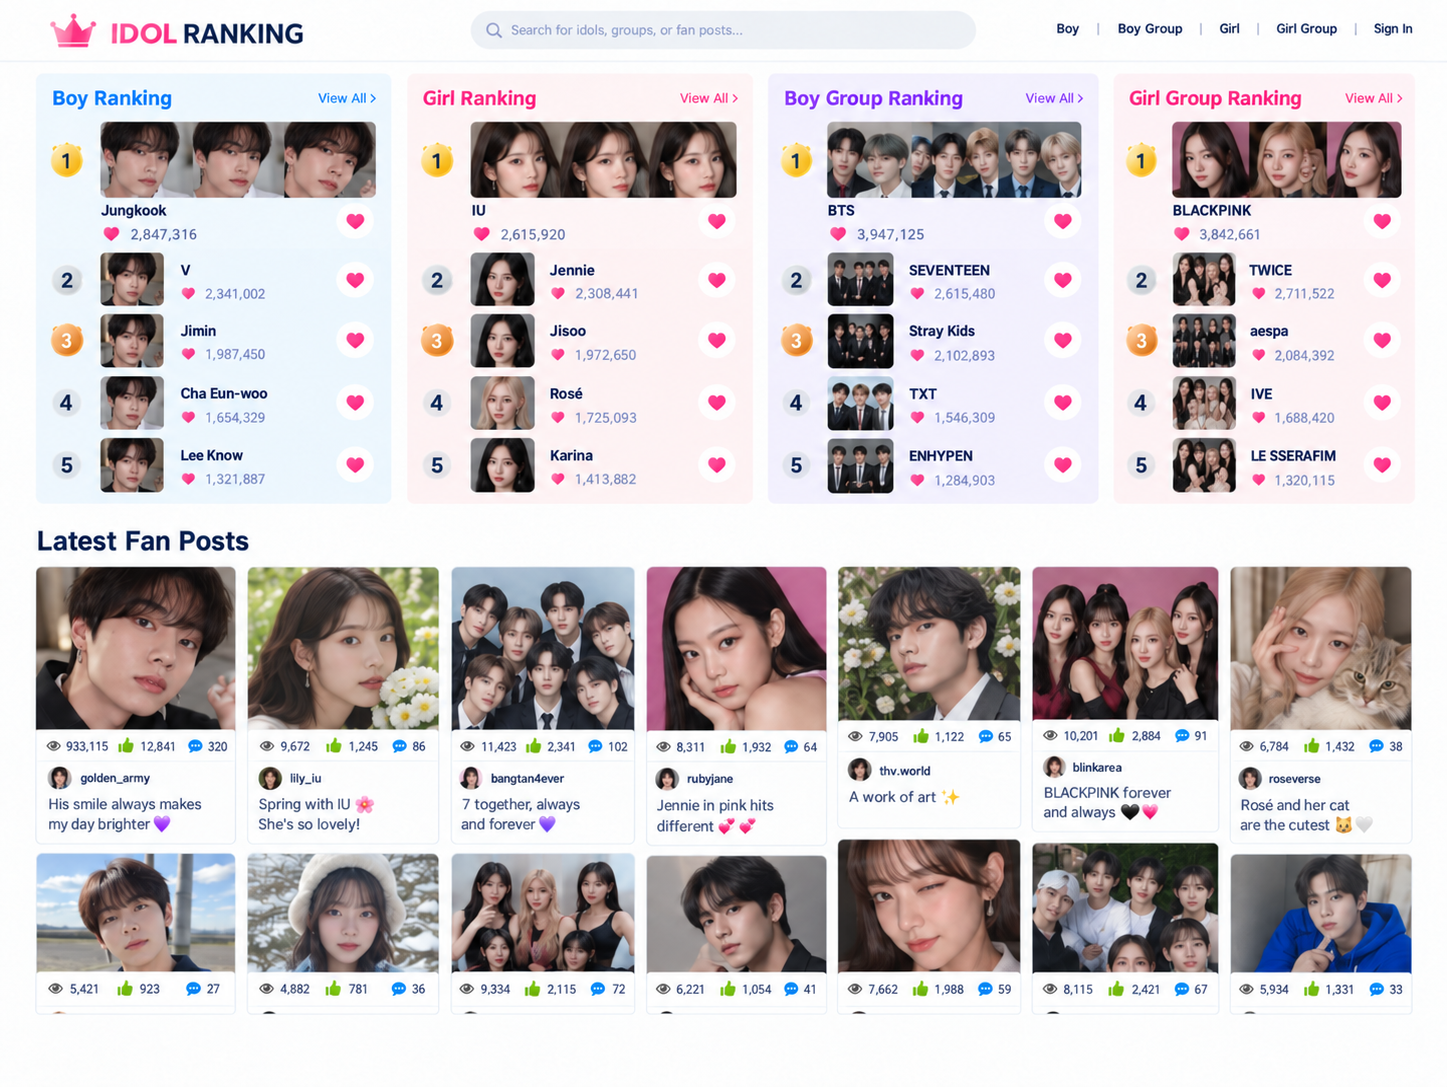 IDOL RANKING
Search for idols, groups, or fan posts...
Boy | Boy Group | Girl | Girl Group | Sign In
Boy Ranking
View All >
1
Jungkook
2,847,316
2
V
2,341,002
3
Jimin
1,987,450
4
Cha Eun-woo
1,654,329
5
Lee Know
1,321,887
Girl Ranking
View All >
1
IU
2,615,920
2
Jennie
2,308,441
3
Jisoo
1,972,650
4
Rosé
1,725,093
5
Karina
1,413,882
Boy Group Ranking
View All >
1
BTS
3,947,125
2
SEVENTEEN
2,615,480
3
Stray Kids
2,102,893
4
TXT
1,546,309
5
ENHYPEN
1,284,903
Girl Group Ranking
View All >
1
BLACKPINK
3,842,661
2
TWICE
2,711,522
3
aespa
2,084,392
4
IVE
1,688,420
5
LE SSERAFIM
1,320,115
Latest Fan Posts
933,115 12,841 320
golden_army
His smile always makes
my day brighter 💜
9,672 1,245 86
lily_iu
Spring with IU 🌸
She's so lovely!
11,423 2,341 102
bangtan4ever
7 together, always
and forever 💜
8,311 1,932 64
rubyjane
Jennie in pink hits
different 💞 💞
7,905 1,122 65
thv.world
A work of art ✨
10,201 2,884 91
blinkarea
BLACKPINK forever
and always 🖤💗
6,784 1,432 38
roseverse
Rosé and her cat
are the cutest 🐱🤍
5,421 923 27
4,882 781 36
9,334 2,115 72
6,221 1,054 41
7,662 1,988 59
8,115 2,421 67
5,934 1,331 33